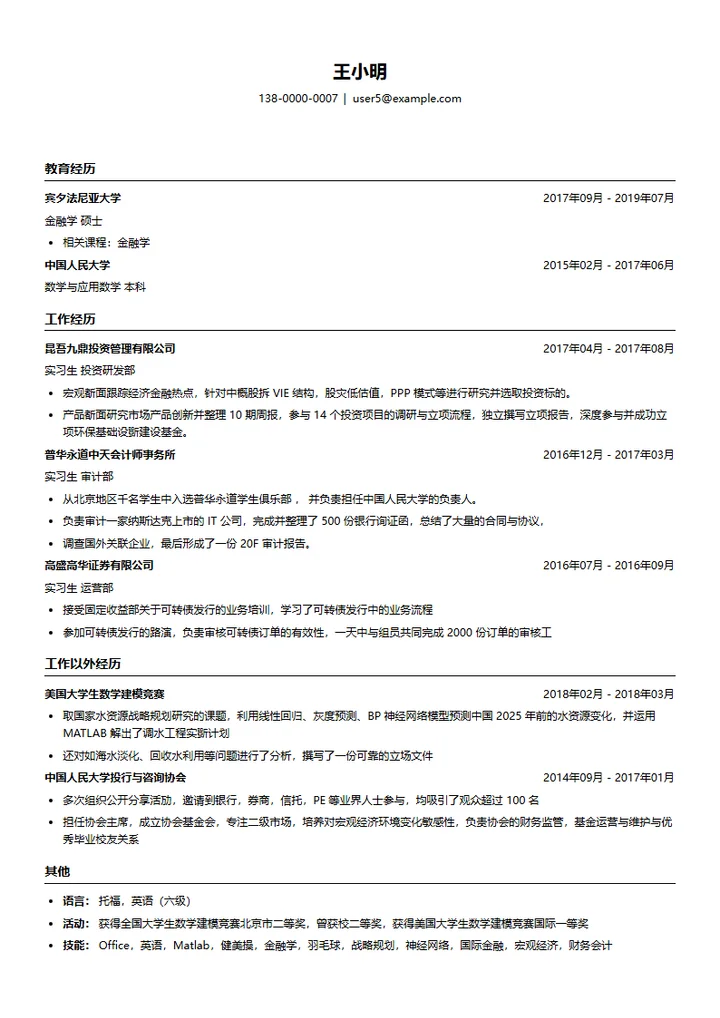 王小明
138-0000-0007 | user5@example.com
教育经历
宾夕法尼亚大学 2017年09月 - 2019年07月
金融学 硕士
• 相关课程：金融学
中国人民大学 2015年02月 - 2017年06月
数学与应用数学 本科
工作经历
昆吾九鼎投资管理有限公司 2017年04月 - 2017年08月
实习生 投资研发部
• 宏观斱面跟踪经济金融热点，针对中概股拆 VIE 结构，股灾低估值，PPP 模式等迚行研究并选取投资标的。
• 产品斱面研究市场产品创新并整理 10 期周报，参与 14 个投资项目的调研与立项流程，独立撰写立项报告，深度参与并成功立
项环保基础设斲建设基金。
普华永道中天会计师事务所 2016年12月 - 2017年03月
实习生 审计部
• 从北京地区千名学生中入选普华永道学生俱乐部 ， 并负责担任中国人民大学的负责人。
• 负责审计一家纳斯达克上市的 IT 公司，完成并整理了 500 份银行询证函，总结了大量的合同与协议，
• 调查国外关联企业，最后形成了一份 20F 审计报告。
高盛高华证券有限公司 2016年07月 - 2016年09月
实习生 运营部
• 接受固定收益部关于可转债发行的业务培训，学习了可转债发行中的业务流程
• 参加可转债发行的路演，负责审核可转债订单的有效性，一天中与组员共同完成 2000 份订单的审核工
工作以外经历
美国大学生数学建模竞赛 2018年02月 - 2018年03月
• 取国家水资源战略规划研究的课题，利用线性回归、灰度预测、BP 神经网络模型预测中国 2025 年前的水资源变化，并运用
MATLAB 解出了调水工程实斲计划
• 还对如海水淡化、回收水利用等问题进行了分析，撰写了一份可靠的立场文件
中国人民大学投行与咨询协会 2014年09月 - 2017年01月
• 多次组织公开分享活动，邀请到银行，券商，信托，PE 等业界人士参与，均吸引了观众超过 100 名
• 担任协会主席，成立协会基金会，专注二级市场，培养对宏观经济环境变化敏感性，负责协会的财务监管，基金运营与维护与优
秀毕业校友关系
其他
• 语言： 托福，英语（六级）
• 活动： 获得全国大学生数学建模竞赛北京市二等奖，曾获校二等奖，获得美国大学生数学建模竞赛国际一等奖
• 技能： Office，英语，Matlab，健美操，金融学，羽毛球，战略规划，神经网络，国际金融，宏观经济，财务会计